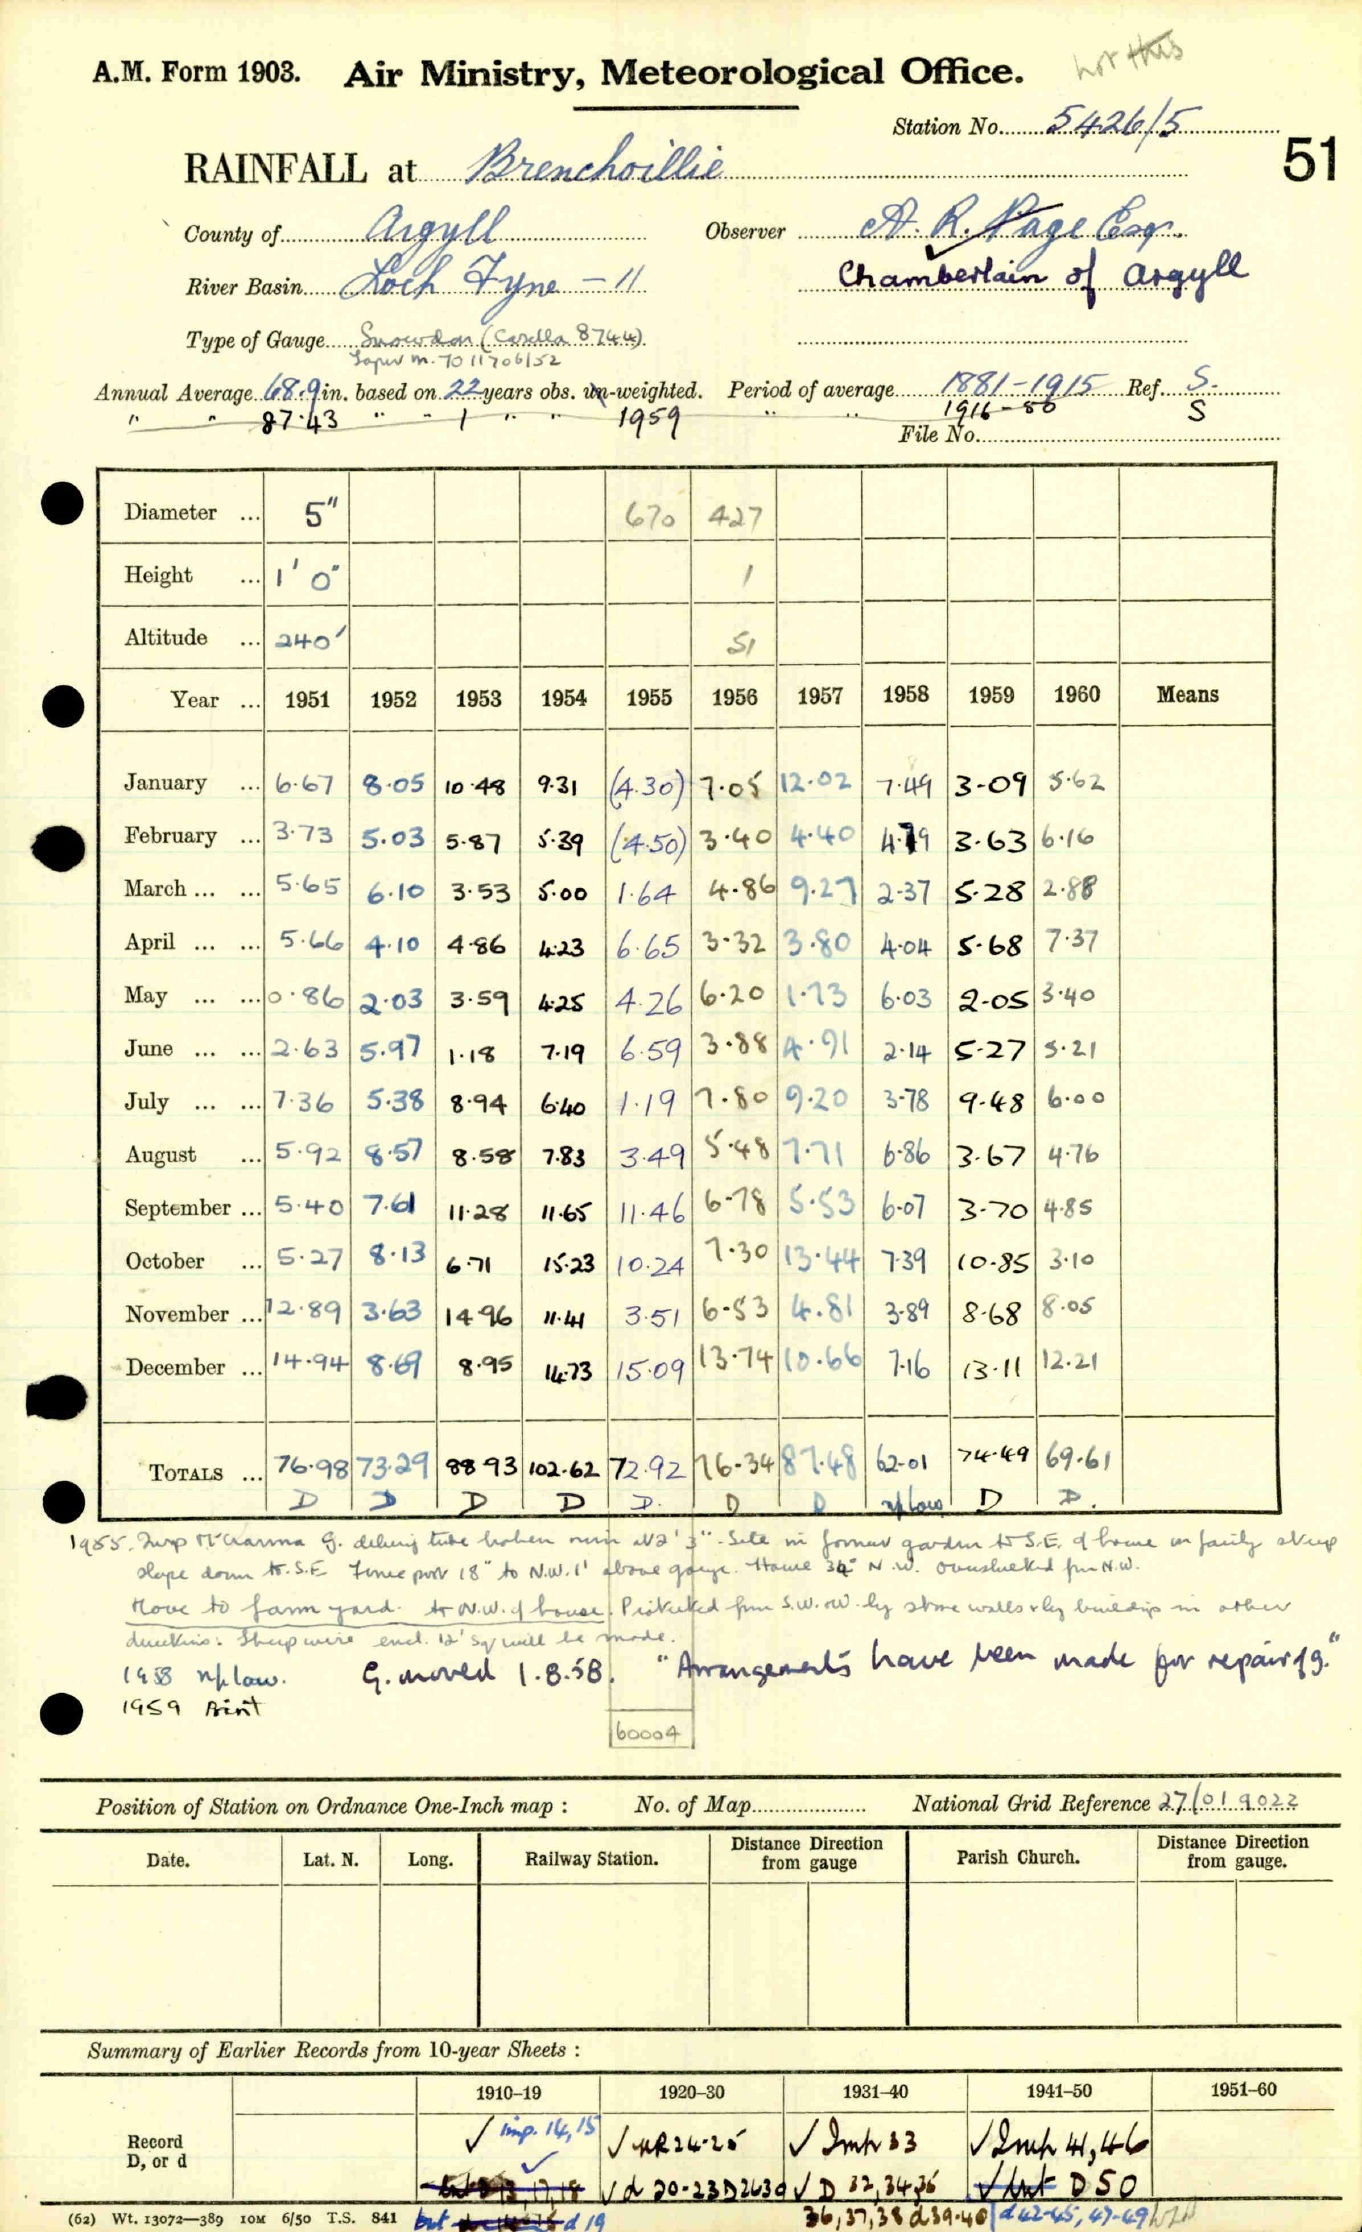 not this
A.M. Form 1903. Air Ministry, Meteorological Office.
Station No. 5426/5
51
RAINFALL at Brenchoillie
County of Argyll Observer A. R. Page Esq.
River Basin Loch Fyne - 11 Chamberlain of Argyll
Type of Gauge Snowdon (Casella 8744)
Annual Average 68.9 in. based on 22 years obs. un-weighted. Period of average 1881-1915 Ref. S.
" " 87.43 " " 1 " " 1959 " " 1916-50 S
File No.
Diameter ... 5" 670 427
Height ... 1' 0" 1
Altitude ... 240' 51
Year ... 1951 1952 1953 1954 1955 1956 1957 1958 1959 1960 Means
January ... 6.67 8.05 10.48 9.31 (4.30) 7.05 12.02 7.49 3.09 5.62
February ... 3.73 5.03 5.87 5.39 (4.50) 3.40 4.40 4.79 3.63 6.16
March ... ... 5.65 6.10 3.53 5.00 1.64 4.86 9.27 2.37 5.28 2.88
April ... ... 5.66 4.10 4.86 4.23 6.65 3.32 3.80 4.04 5.68 7.37
May ... ... 0.86 2.03 3.59 4.25 4.26 6.20 1.73 6.03 2.05 3.40
June ... ... 2.63 5.97 1.18 7.19 6.59 3.88 4.91 2.14 5.27 5.21
July ... ... 7.36 5.38 8.94 6.40 1.19 7.80 9.20 3.78 9.48 6.00
August ... 5.92 8.57 8.58 7.83 3.49 5.48 7.71 6.86 3.67 4.76
September ... 5.40 7.61 11.28 11.65 11.46 6.78 5.53 6.07 3.70 4.85
October ... 5.27 8.13 6.71 15.23 10.24 7.30 13.44 7.39 10.85 3.10
November ... 12.89 3.63 14.96 11.41 3.51 6.53 4.81 3.89 8.68 8.05
December ... 14.94 8.69 8.95 14.73 15.09 13.74 10.66 7.16 13.11 12.21
TOTALS ... 76.98 73.29 88.93 102.62 72.92 76.34 87.48 62.01 74.49 69.61
D D D D D. D D n/low D D.
1955. Insp G. tube broken rim at 2' 3". Site in former garden to S.E. of house on fairly steep
slope down to S.E. Fence post 18" to N.W. 1' above gauge. House 34° N.W. Oversheltered from N.W.
Move to farm yard to N.W. of house. Protected from S.W. W. by stone walls & by buildings in other
directions. Sheep wire encl. 12' sq will be made.
1958 n/low. G. moved 1.8.58. "Arrangements have been made for repair of g."
1959
60004
Position of Station on Ordnance One-Inch map : No. of Map National Grid Reference 27/019022
Date. Lat. N. Long. Railway Station. Distance Direction from gauge Parish Church. Distance Direction from gauge.
Summary of Earlier Records from 10-year Sheets :
1910–19 1920–30 1931–40 1941–50 1951–60
Record ✓ imp. 14, 15 ✓ MR 24-25 ✓ Imp 33 ✓ Imp 41, 46
D, or d ✓ d 20-23 D2630 ✓ D 32, 34, 35 ✓ D 50
(62) Wt. 13072—389 10M 6/50 T.S. 841 but d 19 36, 37, 38 d39-40 d 42-45, 47-49